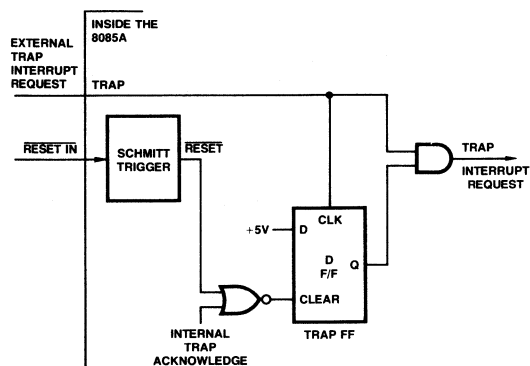 INSIDE THE
8085A
EXTERNAL
TRAP
INTERRUPT
REQUEST
TRAP
RESET IN
SCHMITT
TRIGGER
RESET
TRAP
INTERRUPT
REQUEST
+5V
CLK
D
D
F/F
Q
CLEAR
INTERNAL
TRAP
ACKNOWLEDGE
TRAP FF